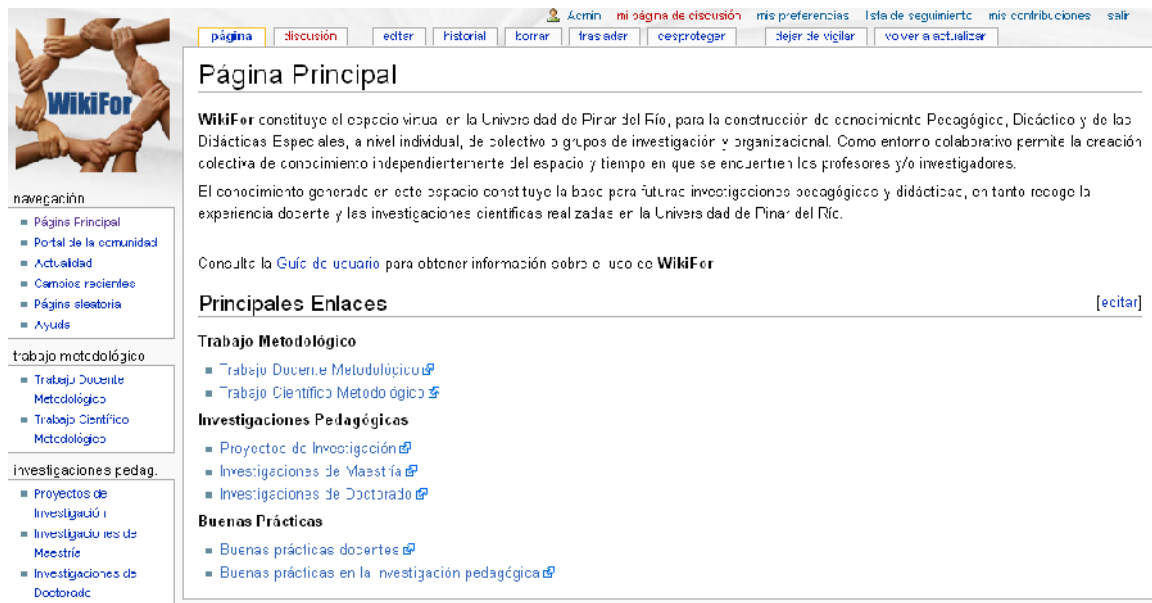 Admin mi página de discusión mis preferencias lista de seguimiento mis contribuciones salir
página discusión editar historial borrar trasladar desproteger dejar de vigilar volver a actualizar
WikiFor
Página Principal
WikiFor constituye el espacio virtual en la Universidad de Pinar del Río, para la construcción de conocimiento Pedagógico, Didáctico y de las
Didácticas Especiales, a nivel individual, de colectivo o grupos de investigación y organizacional. Como entorno colaborativo permite la creación
colectiva de conocimiento independientemente del espacio y tiempo en que se encuentren los profesores y/o investigadores.
El conocimiento generado en este espacio constituye la base para futuras investigaciones pedagógicas y didácticas, en tanto recoge la
experiencia docente y las investigaciones científicas realizadas en la Universidad de Pinar del Río.
Consulta la Guía de usuario para obtener información sobre el uso de WikiFor
Principales Enlaces [editar]
Trabajo Metodológico
Trabajo Docente Metodológico
Trabajo Científico Metodológico
Investigaciones Pedagógicas
Proyectos de Investigación
Investigaciones de Maestría
Investigaciones de Doctorado
Buenas Prácticas
Buenas prácticas docentes
Buenas prácticas en la investigación pedagógica
navegación
Página Principal
Portal de la comunidad
Actualidad
Cambios recientes
Página aleatoria
Ayuda
trabajo metodológico
Trabajo Docente
Metodológico
Trabajo Científico
Metodológico
investigaciones pedag.
Proyectos de
Investigación
Investigaciones de
Maestría
Investigaciones de
Doctorado